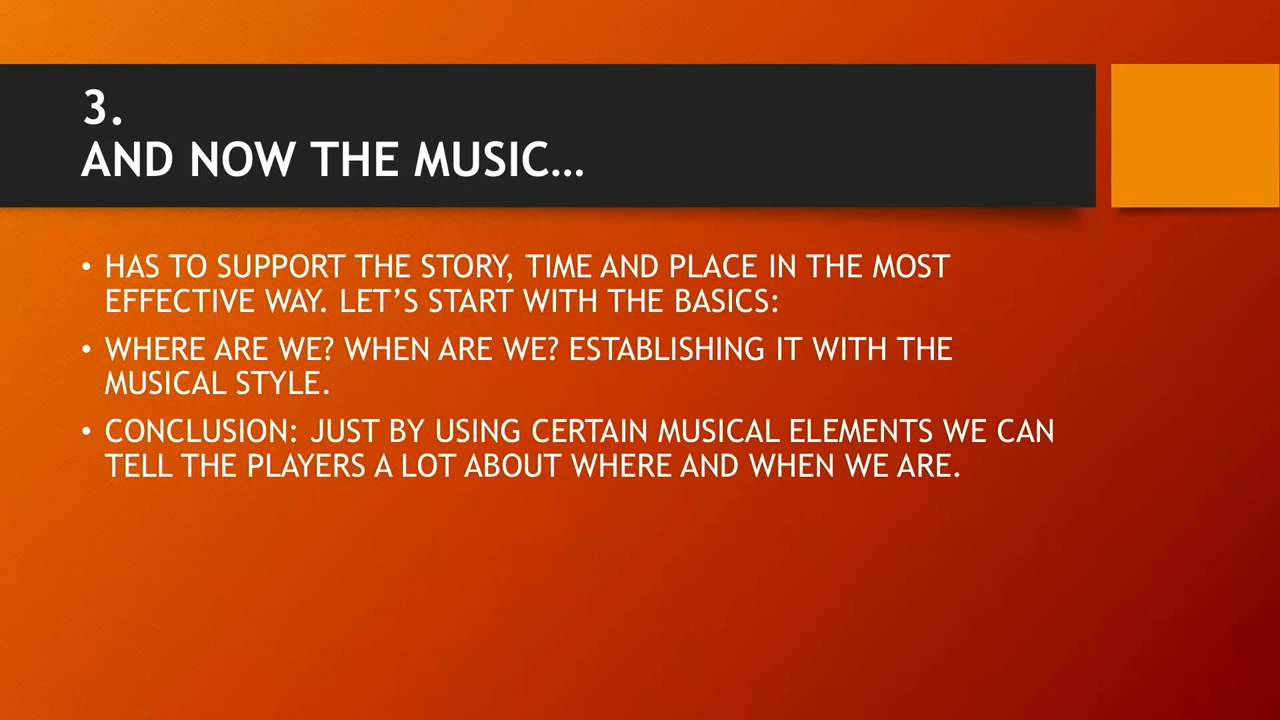 3.
AND NOW THE MUSIC…
• HAS TO SUPPORT THE STORY, TIME AND PLACE IN THE MOST
EFFECTIVE WAY. LET’S START WITH THE BASICS:
• WHERE ARE WE? WHEN ARE WE? ESTABLISHING IT WITH THE
MUSICAL STYLE.
• CONCLUSION: JUST BY USING CERTAIN MUSICAL ELEMENTS WE CAN
TELL THE PLAYERS A LOT ABOUT WHERE AND WHEN WE ARE.